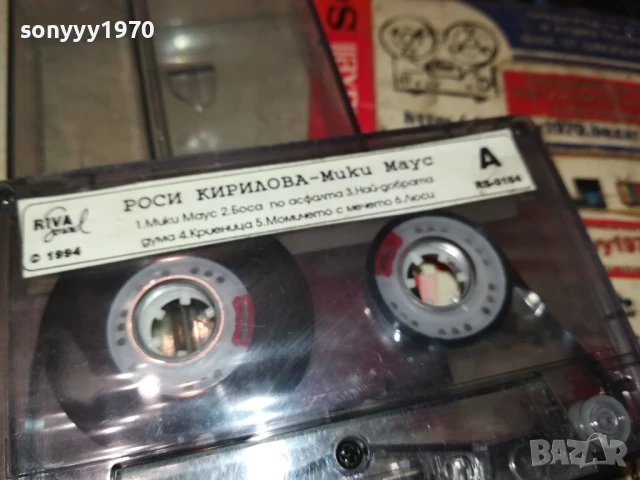 sonyyy1970
РОСИ КИРИЛОВА-Мики Маус
A
1.Мики Маус 2.Боса по асфалта 3.Най-добрата
RS-0184
дума 4.Криеница 5.Момичето с мечето 6.Люси
RIVA
sound
© 1994
BAZAR